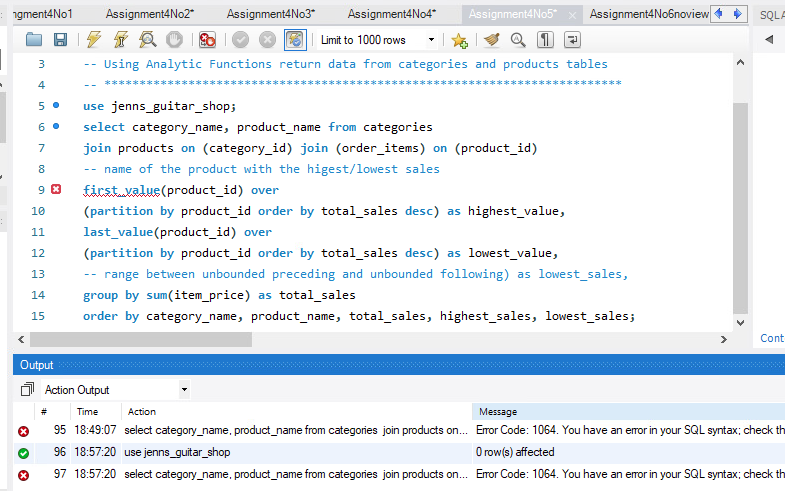 ngment4No1 Assignment4No2* Assignment4No3* Assignment4No4* Assignment4No5* Assignment4No6noview SQLA
Limit to 1000 rows
3 -- Using Analytic Functions return data from categories and products tables
4 -- **********************************************************************
5 use jenns_guitar_shop;
6 select category_name, product_name from categories
7 join products on (category_id) join (order_items) on (product_id)
8 -- name of the product with the higest/lowest sales
9 first_value(product_id) over
10 (partition by product_id order by total_sales desc) as highest_value,
11 last_value(product_id) over
12 (partition by product_id order by total_sales desc) as lowest_value,
13 -- range between unbounded preceding and unbounded following) as lowest_sales,
14 group by sum(item_price) as total_sales
15 order by category_name, product_name, total_sales, highest_sales, lowest_sales;
Cont
Output
Action Output
# Time Action Message
95 18:49:07 select category_name, product_name from categories join products on... Error Code: 1064. You have an error in your SQL syntax; check th
96 18:57:20 use jenns_guitar_shop 0 row(s) affected
97 18:57:20 select category_name, product_name from categories join products on... Error Code: 1064. You have an error in your SQL syntax; check th